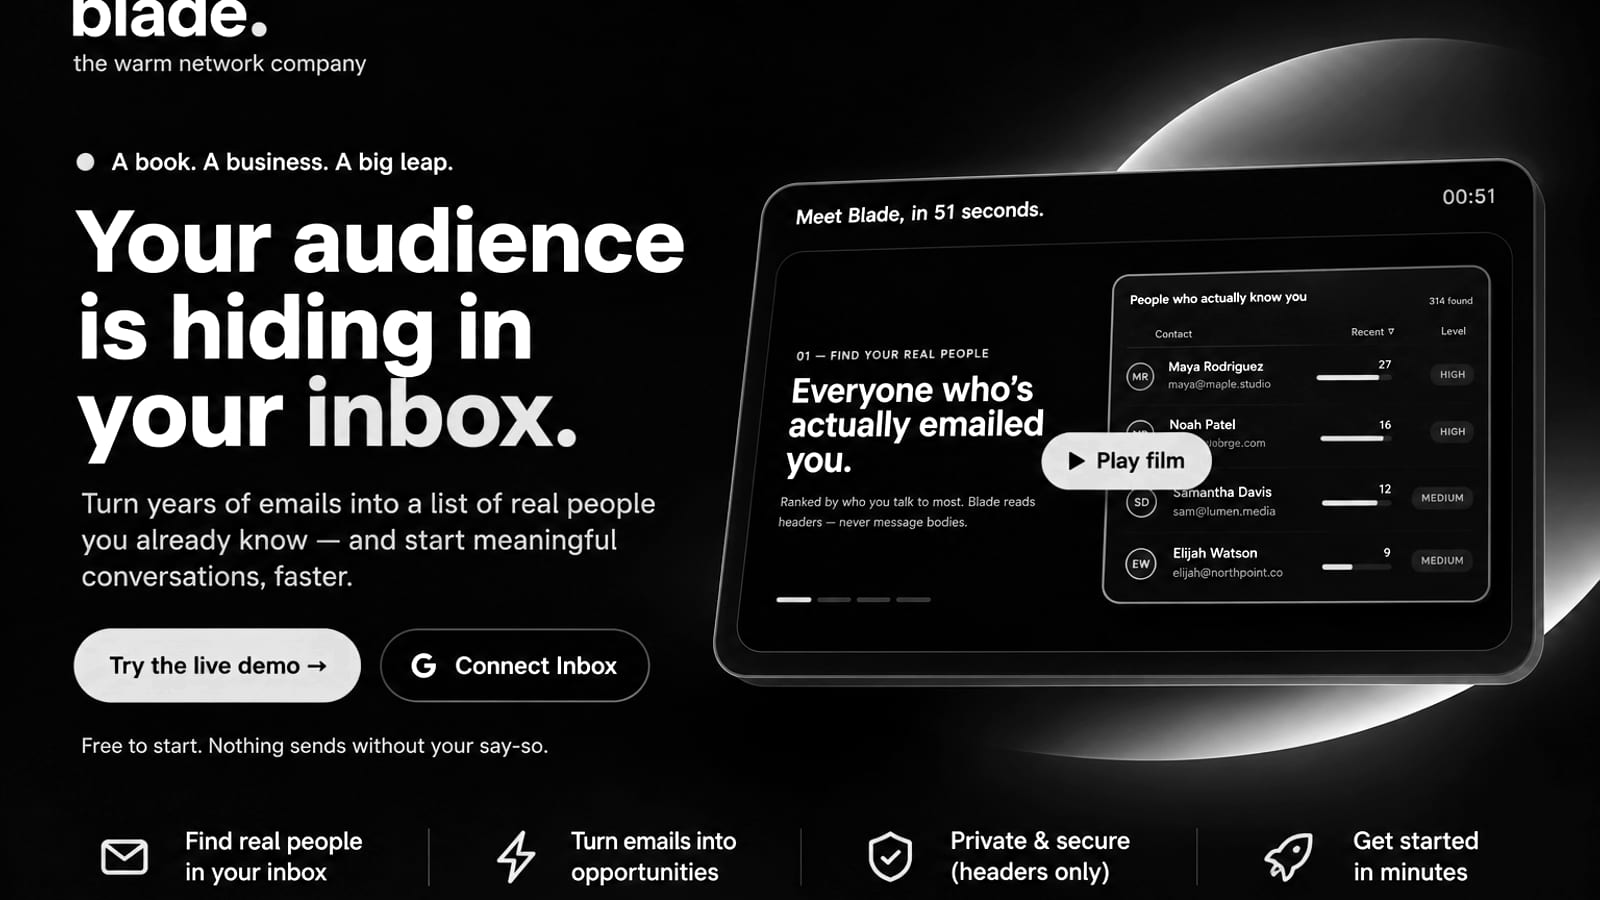 blade.
the warm network company
A book. A business. A big leap.
Your audience
is hiding in
your inbox.
Turn years of emails into a list of real people
you already know — and start meaningful
conversations, faster.
Try the live demo →
G Connect Inbox
Free to start. Nothing sends without your say-so.
Meet Blade, in 51 seconds.
00:51
01 — FIND YOUR REAL PEOPLE
Everyone who's
actually emailed
you.
Ranked by who you talk to most. Blade reads
headers — never message bodies.
Play film
People who actually know you
314 found
Contact Recent Level
MR Maya Rodriguez 27 HIGH
maya@maple.studio
Noah Patel 16 HIGH
SD Samantha Davis 12 MEDIUM
sam@lumen.media
EW Elijah Watson 9 MEDIUM
elijah@northpoint.co
Find real people
in your inbox
Turn emails into
opportunities
Private & secure
(headers only)
Get started
in minutes